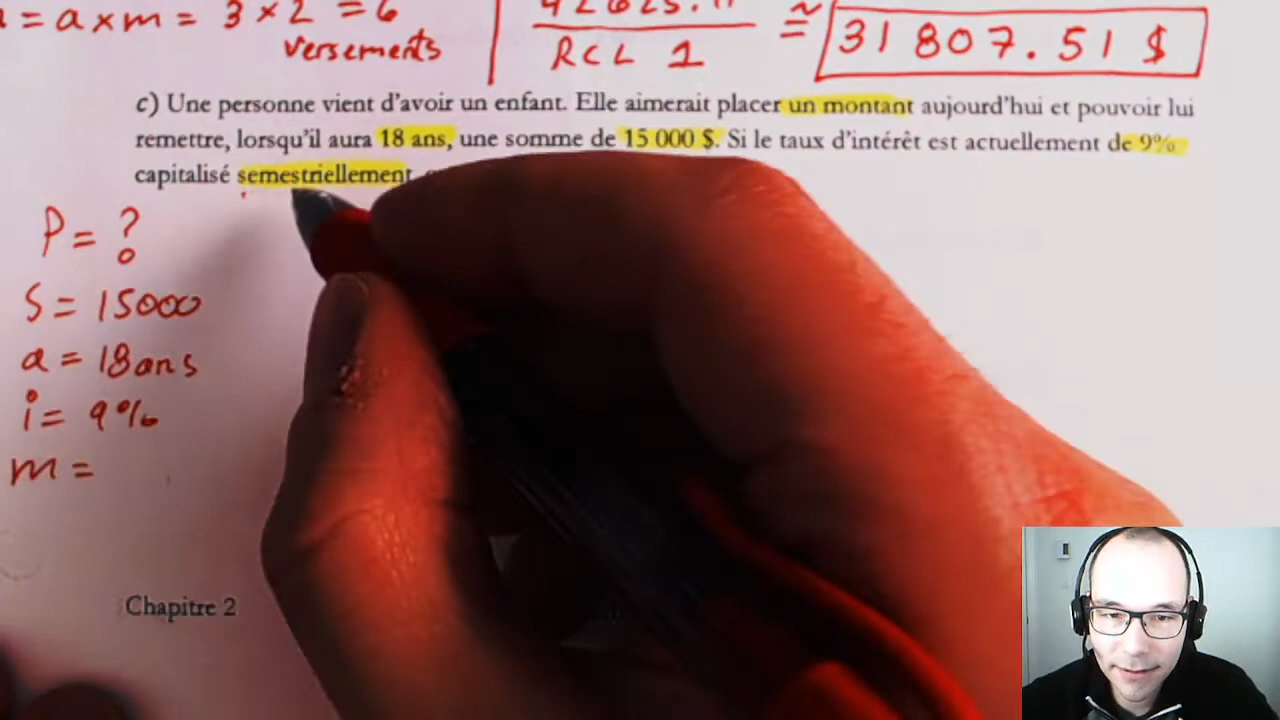 = a x m = 3 x 2 = 6
versements
RCL 1
≅ 31 807.51 $
c) Une personne vient d'avoir un enfant. Elle aimerait placer un montant aujourd'hui et pouvoir lui
remettre, lorsqu'il aura 18 ans, une somme de 15 000 $. Si le taux d'intérêt est actuellement de 9%
capitalisé semestriellement
P = ?
S = 15000
a = 18 ans
i = 9%
m =
Chapitre 2